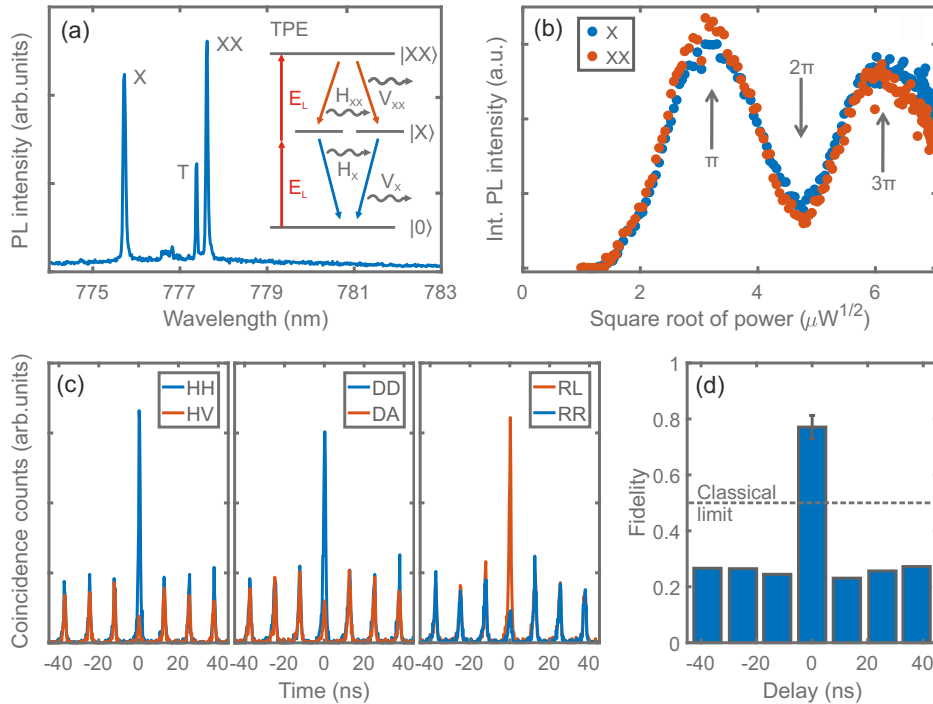 (a)
PL intensity (arb.units)
X
T
XX
TPE
|XX⟩
|X⟩
|0⟩
E_L
E_L
H_XX
V_XX
H_X
V_X
775
777
779
781
783
Wavelength (nm)
(b)
Int. PL intensity (a.u.)
X
XX
π
2π
3π
0
2
4
6
Square root of power (μW^1/2)
(c)
Coincidence counts (arb.units)
HH
HV
DD
DA
RL
RR
-40
-20
0
20
40
-20
0
20
40
-20
0
20
40
Time (ns)
(d)
Fidelity
1
0.8
0.6
0.4
0.2
0
Classical
limit
-40
-20
0
20
40
Delay (ns)